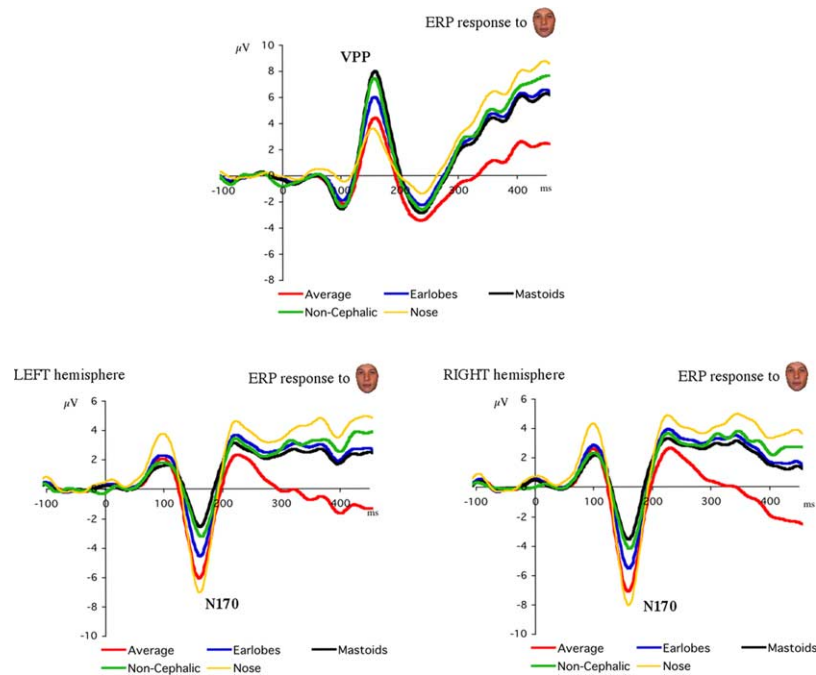 ERP response to
µV
VPP
10
8
6
4
2
0
-2
-4
-6
-8
-100 0 100 200 300 400 ms
Average Earlobes Mastoids
Non-Cephalic Nose
LEFT hemisphere ERP response to
µV
6
4
2
0
-2
-4
-6
-8
-10
-100 0 100 200 300 400 ms
N170
Average Earlobes Mastoids
Non-Cephalic Nose
RIGHT hemisphere ERP response to
µV
6
4
2
0
-2
-4
-6
-8
-10
-100 0 100 200 300 400 ms
N170
Average Earlobes Mastoids
Non-Cephalic Nose